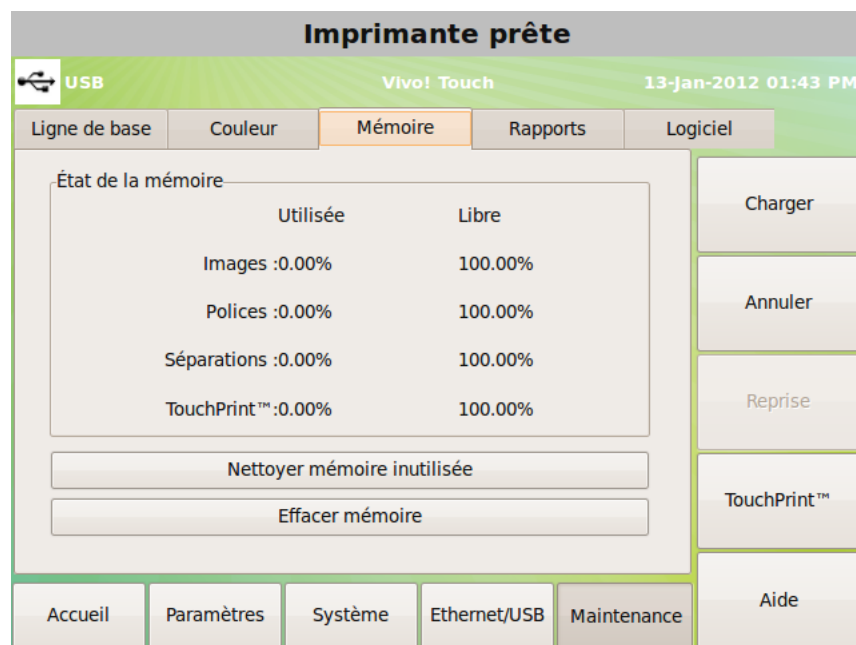 Imprimante prête
USB Vivo! Touch 13-Jan-2012 01:43 PM
Ligne de base Couleur Mémoire Rapports Logiciel
État de la mémoire
Utilisée Libre
Images :0.00% 100.00%
Polices :0.00% 100.00%
Séparations :0.00% 100.00%
TouchPrint™:0.00% 100.00%
Nettoyer mémoire inutilisée
Effacer mémoire
Charger
Annuler
Reprise
TouchPrint™
Aide
Accueil Paramètres Système Ethernet/USB Maintenance